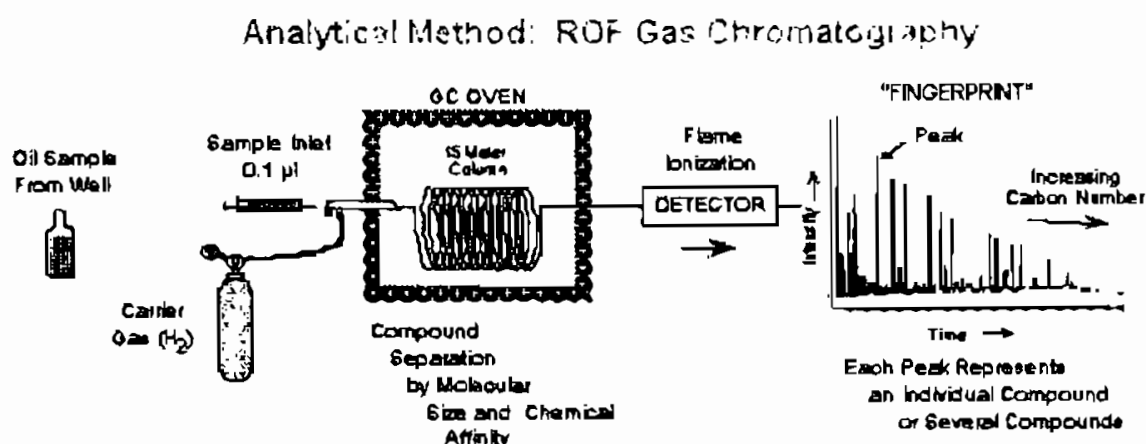 Analytical Method: ROF Gas Chromatography
Oil Sample
From Well
Sample Inlet
0.1 µl
Carrier
Gas (H2)
GC OVEN
15 Meter
Column
Compound
Separation
by Molecular
Size and Chemical
Affinity
Flame
Ionization
DETECTOR
"FINGERPRINT"
Peak
Increasing
Carbon Number
Intensity
Time
Each Peak Represents
an Individual Compound
or Several Compounds